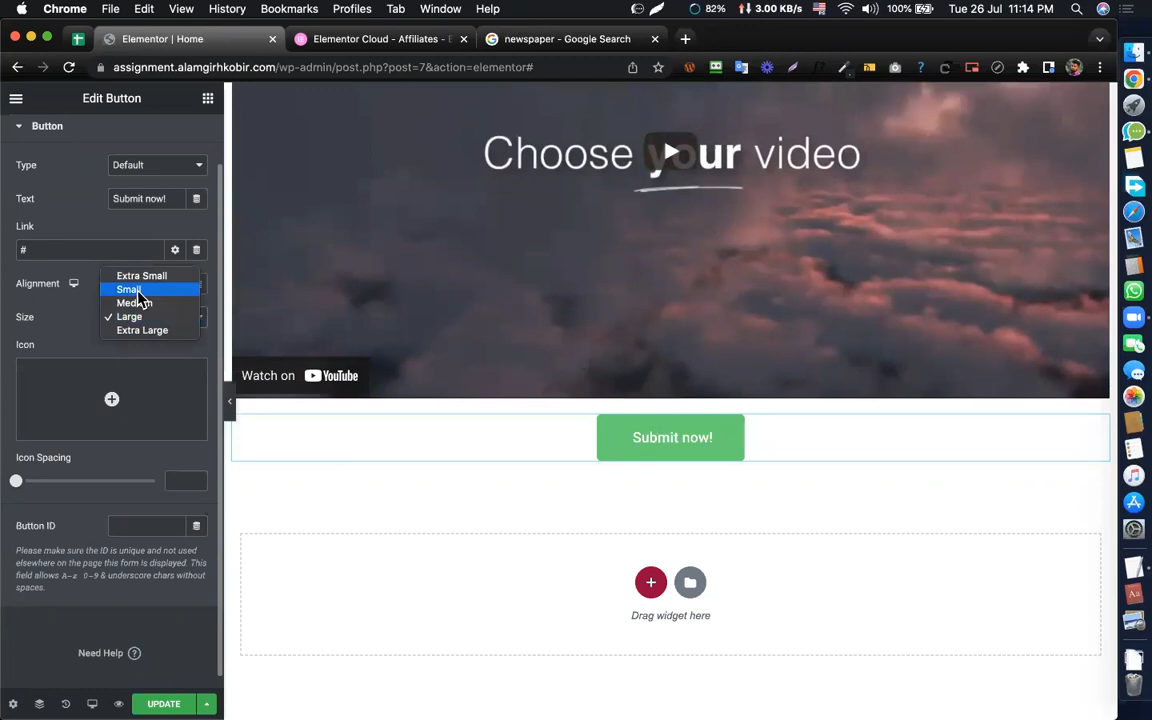 Chrome File Edit View History Bookmarks Profiles Tab Window Help 82% 3.00 KB/s 100% Tue 26 Jul 11:14 PM
Elementor | Home
Elementor Cloud - Affiliates -
newspaper - Google Search
assignment.alamgirhkobir.com/wp-admin/post.php?post=7&action=elementor#
Edit Button
Button
Type
Default
Text
Submit now!
Link
#
Alignment
Size
Extra Small
Small
Medium
✓ Large
Extra Large
Icon
Icon Spacing
Button ID
Please make sure the ID is unique and not used
elsewhere on the page this form is displayed. This
field allows A-z 0-9 & underscore chars without
spaces.
Need Help ?
UPDATE
Choose your video
Watch on YouTube
Submit now!
Drag widget here